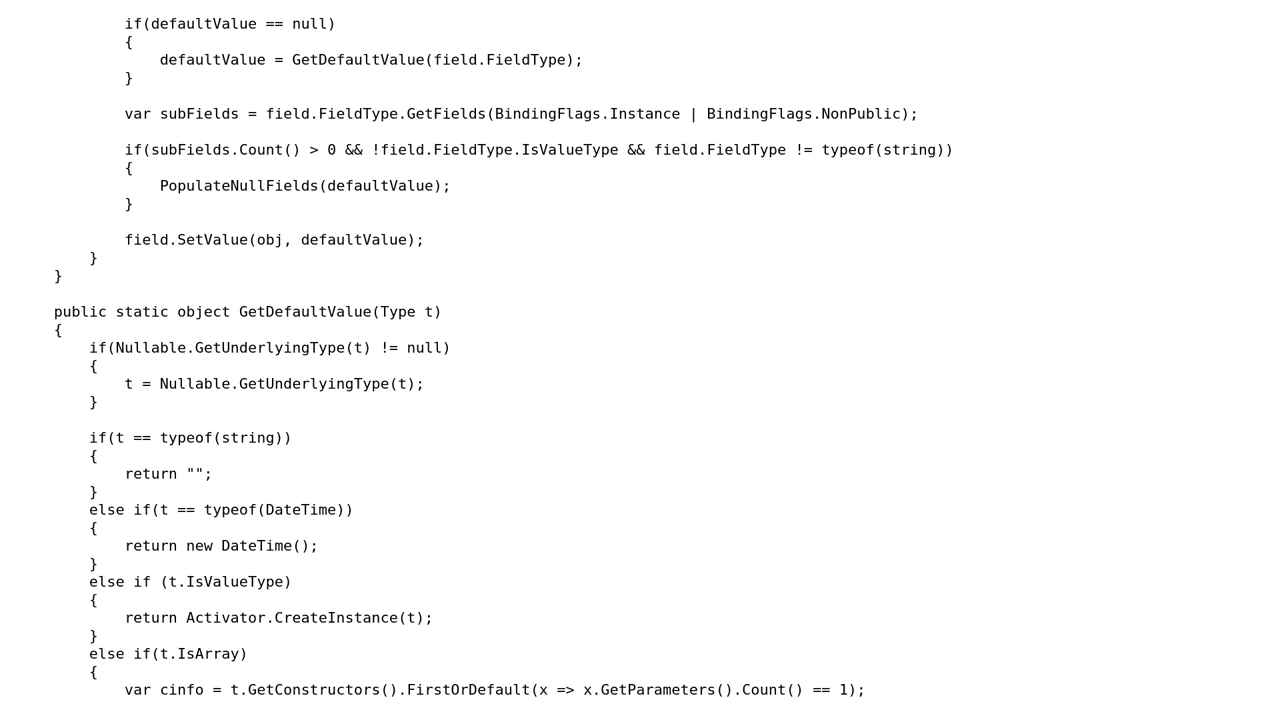 if(defaultValue == null)
{
defaultValue = GetDefaultValue(field.FieldType);
}
var subFields = field.FieldType.GetFields(BindingFlags.Instance | BindingFlags.NonPublic);
if(subFields.Count() > 0 && !field.FieldType.IsValueType && field.FieldType != typeof(string))
{
PopulateNullFields(defaultValue);
}
field.SetValue(obj, defaultValue);
}
}
public static object GetDefaultValue(Type t)
{
if(Nullable.GetUnderlyingType(t) != null)
{
t = Nullable.GetUnderlyingType(t);
}
if(t == typeof(string))
{
return "";
}
else if(t == typeof(DateTime))
{
return new DateTime();
}
else if (t.IsValueType)
{
return Activator.CreateInstance(t);
}
else if(t.IsArray)
{
var cinfo = t.GetConstructors().FirstOrDefault(x => x.GetParameters().Count() == 1);